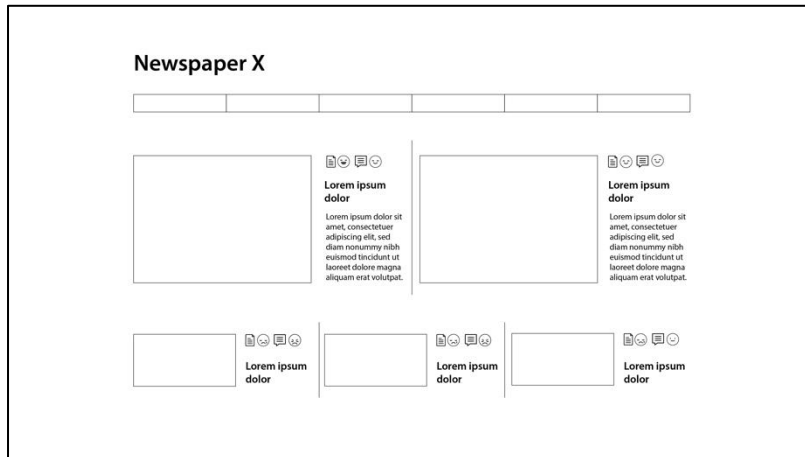 Newspaper X
Lorem ipsum
dolor
Lorem ipsum dolor sit
amet, consectetuer
adipiscing elit, sed
diam nonummy nibh
euismod tincidunt ut
laoreet dolore magna
aliquam erat volutpat.
Lorem ipsum
dolor
Lorem ipsum dolor sit
amet, consectetuer
adipiscing elit, sed
diam nonummy nibh
euismod tincidunt ut
laoreet dolore magna
aliquam erat volutpat.
Lorem ipsum
dolor
Lorem ipsum
dolor
Lorem ipsum
dolor